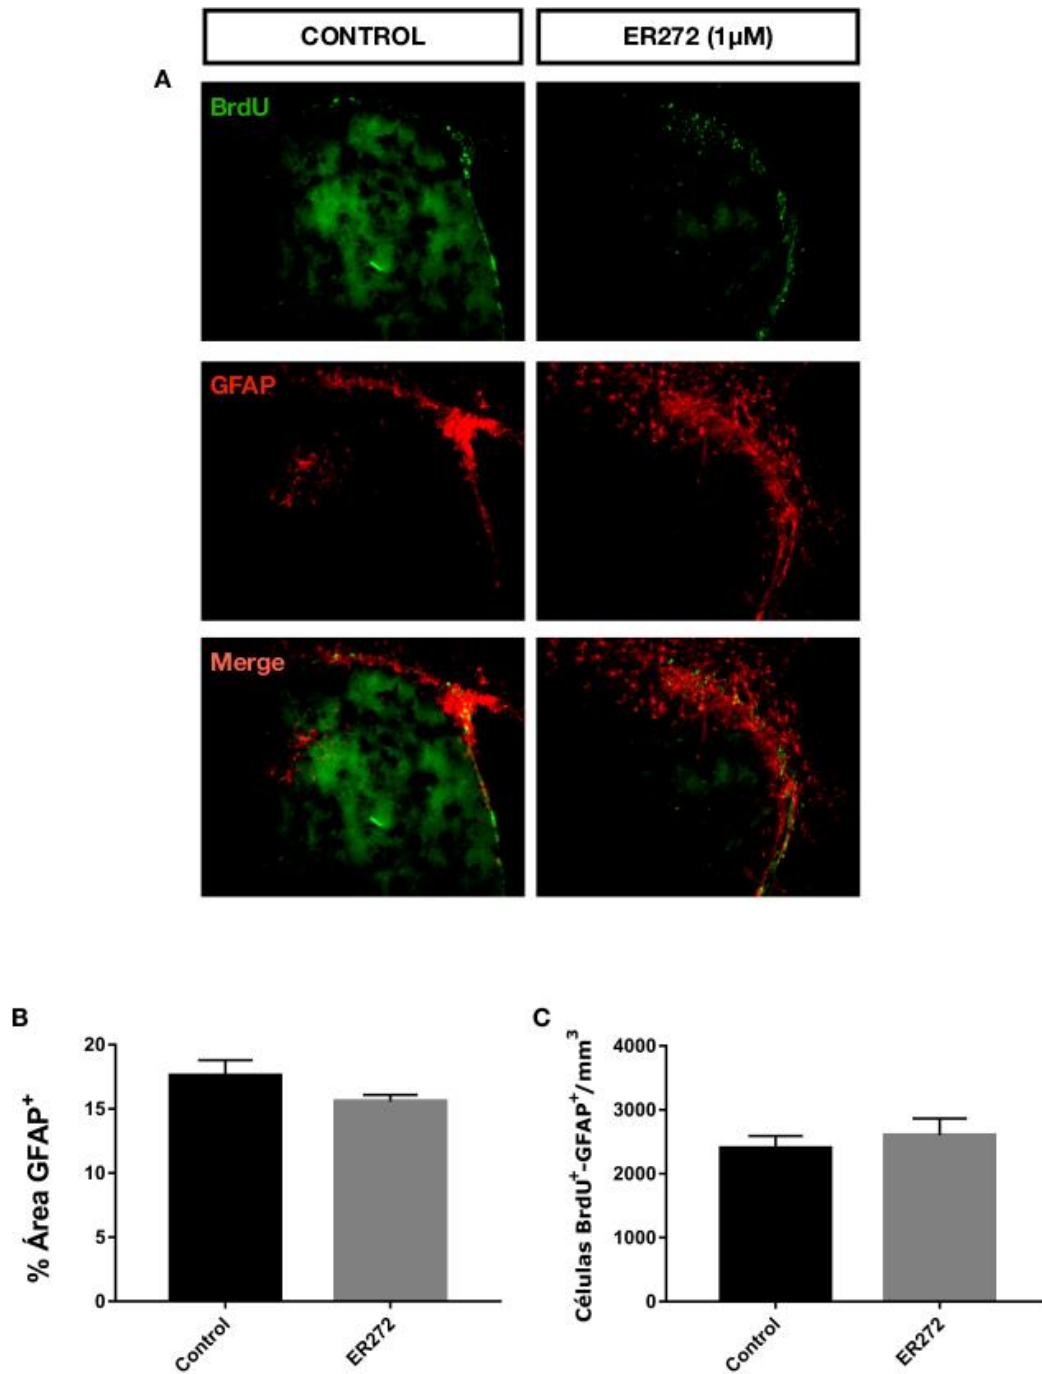 CONTROL
ER272 (1µM)
A
BrdU
GFAP
Merge
B
% Área GFAP⁺
20
15
10
5
0
Control
ER272
C
Células BrdU⁺-GFAP⁺/mm³
4000
3000
2000
1000
0
Control
ER272